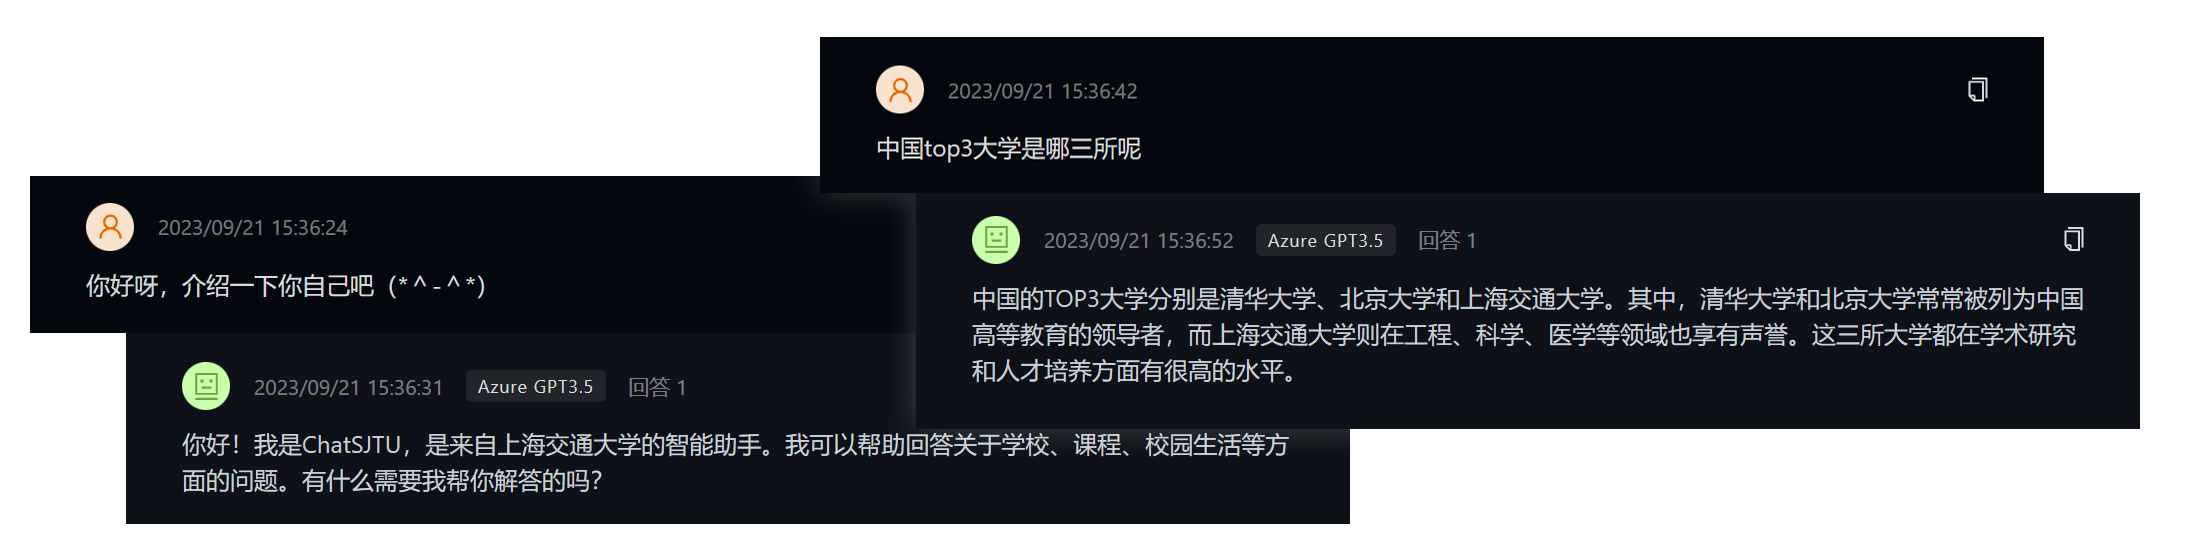 2023/09/21 15:36:24
你好呀，介绍一下你自己吧（*＾-＾*）
2023/09/21 15:36:31 Azure GPT3.5 回答 1
你好！我是ChatSJTU，是来自上海交通大学的智能助手。我可以帮助回答关于学校、课程、校园生活等方
面的问题。有什么需要我帮你解答的吗？
2023/09/21 15:36:42
中国top3大学是哪三所呢
2023/09/21 15:36:52 Azure GPT3.5 回答 1
中国的TOP3大学分别是清华大学、北京大学和上海交通大学。其中，清华大学和北京大学常常被列为中国
高等教育的领导者，而上海交通大学则在工程、科学、医学等领域也享有声誉。这三所大学都在学术研究
和人才培养方面有很高的水平。